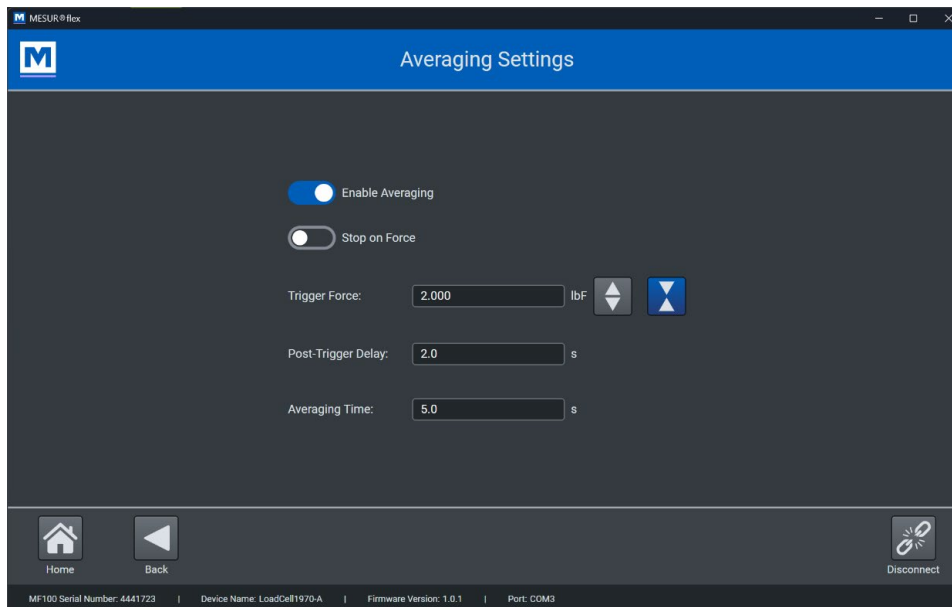 M MESUR®flex
M Averaging Settings
Enable Averaging
Stop on Force
Trigger Force: 2.000 lbF
Post-Trigger Delay: 2.0 s
Averaging Time: 5.0 s
Home Back Disconnect
MF100 Serial Number: 4441723 | Device Name: LoadCell1970-A | Firmware Version: 1.0.1 | Port: COM3